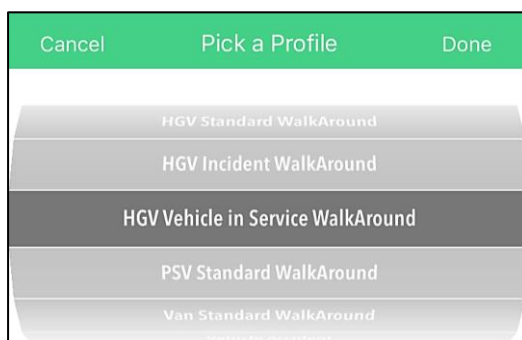 Cancel Pick a Profile Done
HGV Standard WalkAround
HGV Incident WalkAround
HGV Vehicle in Service WalkAround
PSV Standard WalkAround
Van Standard WalkAround